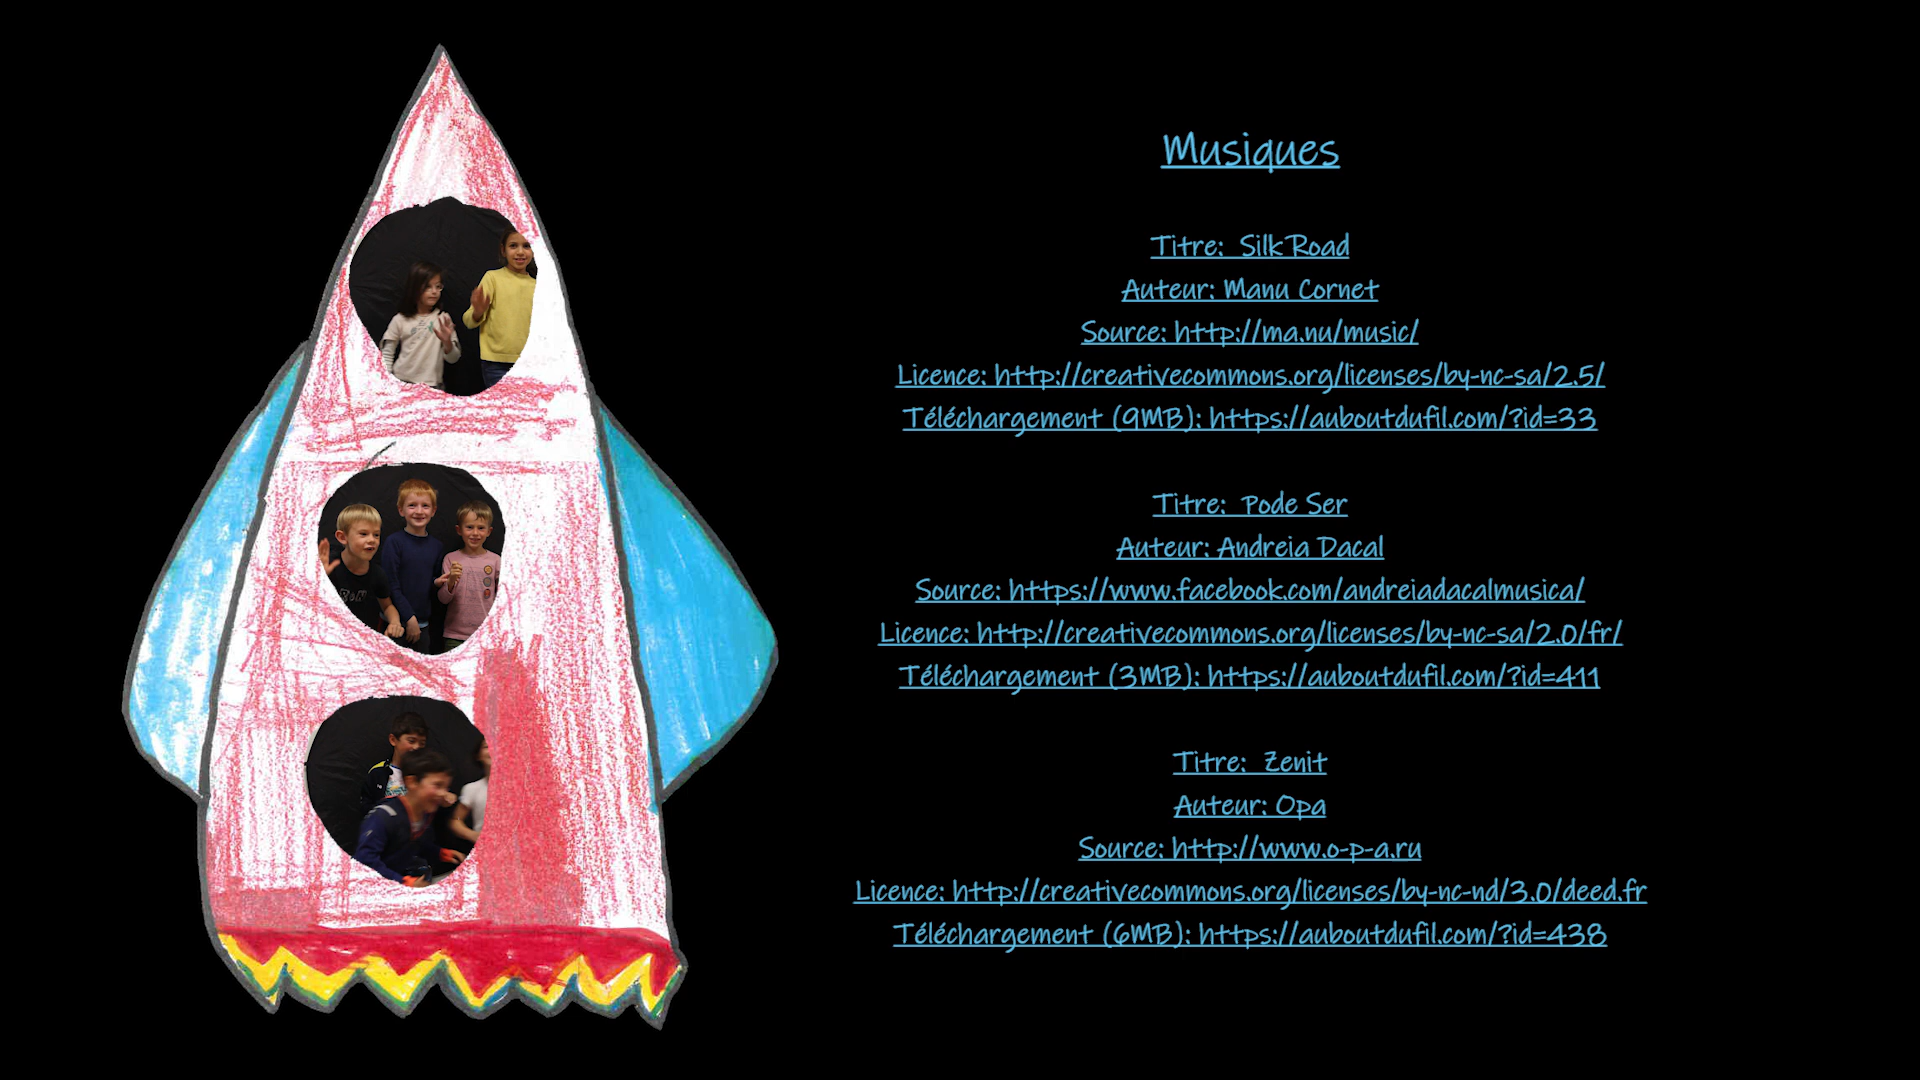 Musiques
Titre:  Silk Road
Auteur: Manu Cornet
Source: http://ma.nu/music/
Licence: http://creativecommons.org/licenses/by-nc-sa/2.5/
Téléchargement (9MB): https://auboutdufil.com/?id=33
Titre:  Pode Ser
Auteur: Andreia Dacal
Source: https://www.facebook.com/andreiadacalmusica/
Licence: http://creativecommons.org/licenses/by-nc-sa/2.0/fr/
Téléchargement (3MB): https://auboutdufil.com/?id=411
Titre:  Zenit
Auteur: Opa
Source: http://www.o-p-a.ru
Licence: http://creativecommons.org/licenses/by-nc-nd/3.0/deed.fr
Téléchargement (6MB): https://auboutdufil.com/?id=438